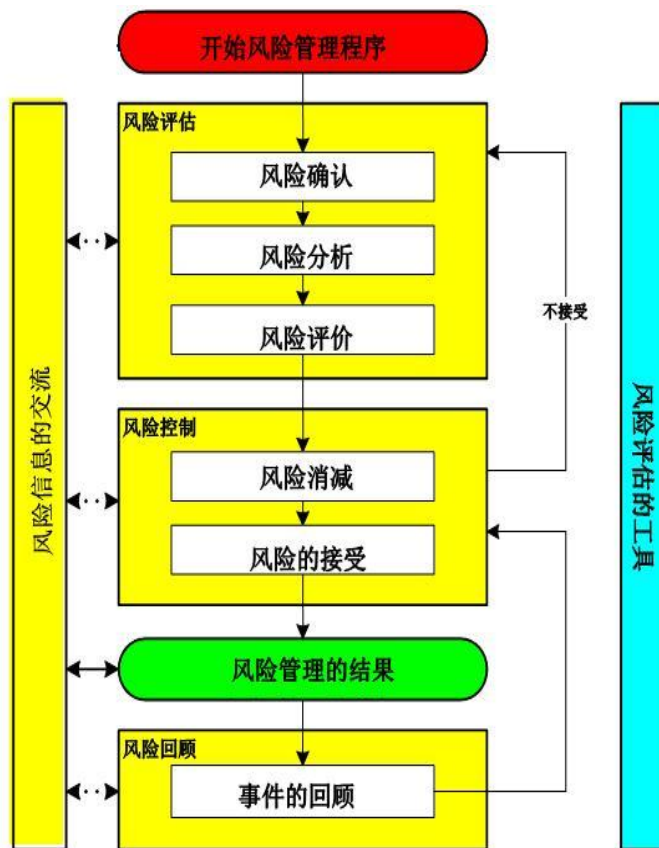 开始风险管理程序
风险评估
风险确认
风险分析
风险评价
不接受
风险控制
风险消减
风险的接受
风险管理的结果
风险回顾
事件的回顾
风险信息的交流
风险评估的工具